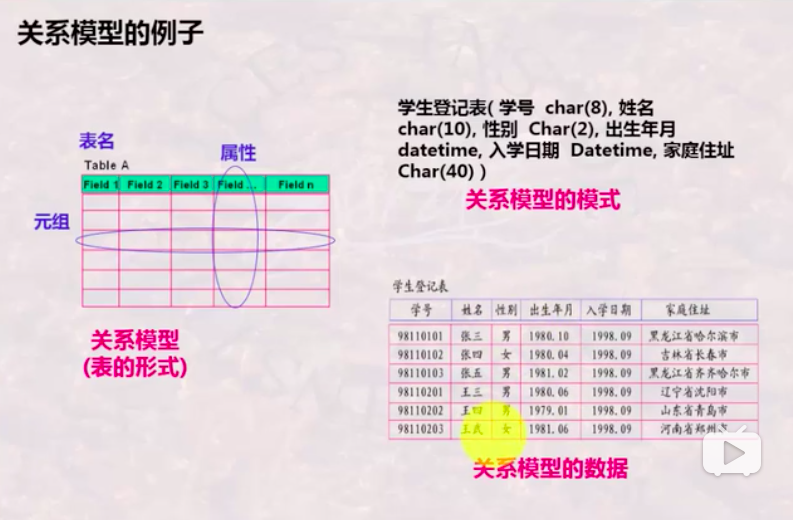 关系模型的例子
表名
属性
Table A
Field 1 Field 2 Field 3 Field ... Field n
元组
关系模型
(表的形式)
学生登记表( 学号 char(8), 姓名
char(10), 性别 Char(2), 出生年月
datetime, 入学日期 Datetime, 家庭住址
Char(40) )
关系模型的模式
学生登记表
学号 姓名 性别 出生年月 入学日期 家庭住址
98110101 张三 男 1980.10 1998.09 黑龙江省哈尔滨市
98110102 张四 女 1980.04 1998.09 吉林省长春市
98110103 张五 男 1981.02 1998.09 黑龙江省齐齐哈尔市
98110201 王三 男 1980.06 1998.09 辽宁省沈阳市
98110202 王四 男 1979.01 1998.09 山东省青岛市
98110203 王武 女 1981.06 1998.09 河南省郑州市
关系模型的数据